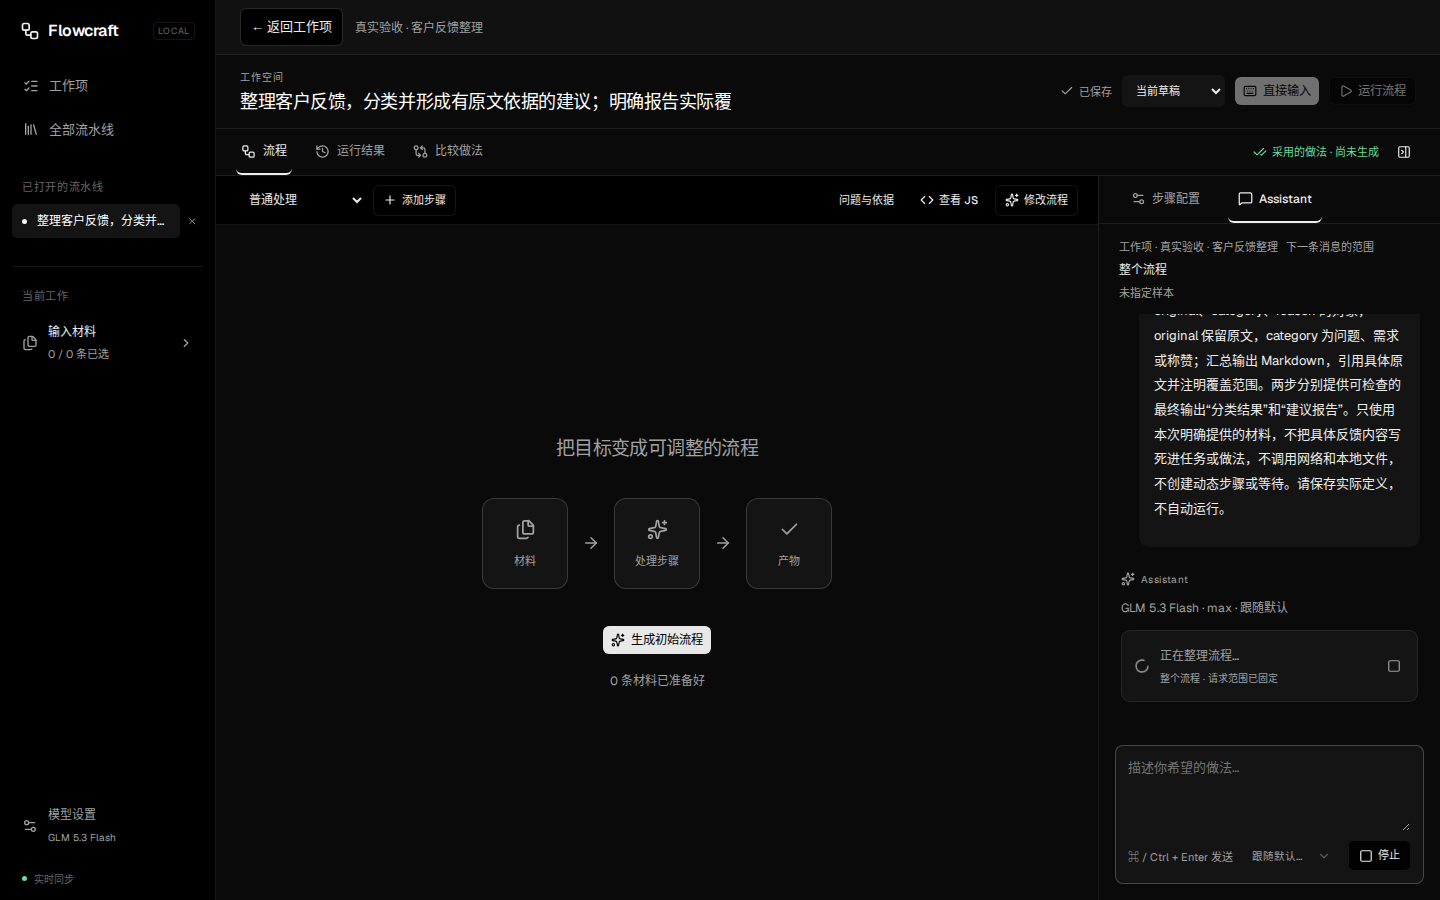 Flowcraft
LOCAL
工作项
全部流水线
已打开的流水线
整理客户反馈，分类并…
当前工作
输入材料
0 / 0 条已选
模型设置
GLM 5.3 Flash
实时同步
← 返回工作项
真实验收 · 客户反馈整理
工作空间
整理客户反馈，分类并形成有原文依据的建议；明确报告实际覆
已保存
当前草稿
直接输入
运行流程
流程
运行结果
比较做法
采用的做法 · 尚未生成
普通处理
添加步骤
问题与依据
查看 JS
修改流程
把目标变成可调整的流程
材料
处理步骤
产物
生成初始流程
0 条材料已准备好
步骤配置
Assistant
工作项 · 真实验收 · 客户反馈整理 下一条消息的范围
整个流程
未指定样本
original、category、reason 的对象；
original 保留原文，category 为问题、需求
或称赞；汇总输出 Markdown，引用具体原
文并注明覆盖范围。两步分别提供可检查的
最终输出“分类结果”和“建议报告”。只使用
本次明确提供的材料，不把具体反馈内容写
死进任务或做法，不调用网络和本地文件，
不创建动态步骤或等待。请保存实际定义，
不自动运行。
Assistant
GLM 5.3 Flash · max · 跟随默认
正在整理流程…
整个流程 · 请求范围已固定
描述你希望的做法…
⌘ / Ctrl + Enter 发送
跟随默认…
停止